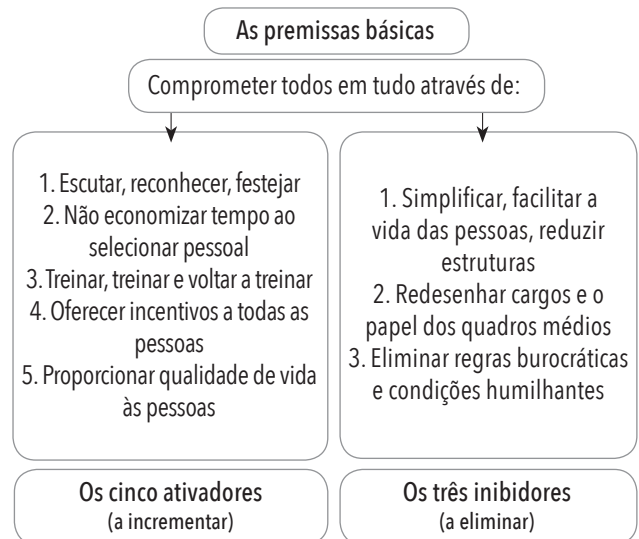 As premissas básicas
Comprometer todos em tudo através de:
1. Escutar, reconhecer, festejar
2. Não economizar tempo ao
selecionar pessoal
3. Treinar, treinar e voltar a treinar
4. Oferecer incentivos a todas as
pessoas
5. Proporcionar qualidade de vida
às pessoas
1. Simplificar, facilitar a
vida das pessoas, reduzir
estruturas
2. Redesenhar cargos e o
papel dos quadros médios
3. Eliminar regras burocráticas
e condições humilhantes
Os cinco ativadores
(a incrementar)
Os três inibidores
(a eliminar)